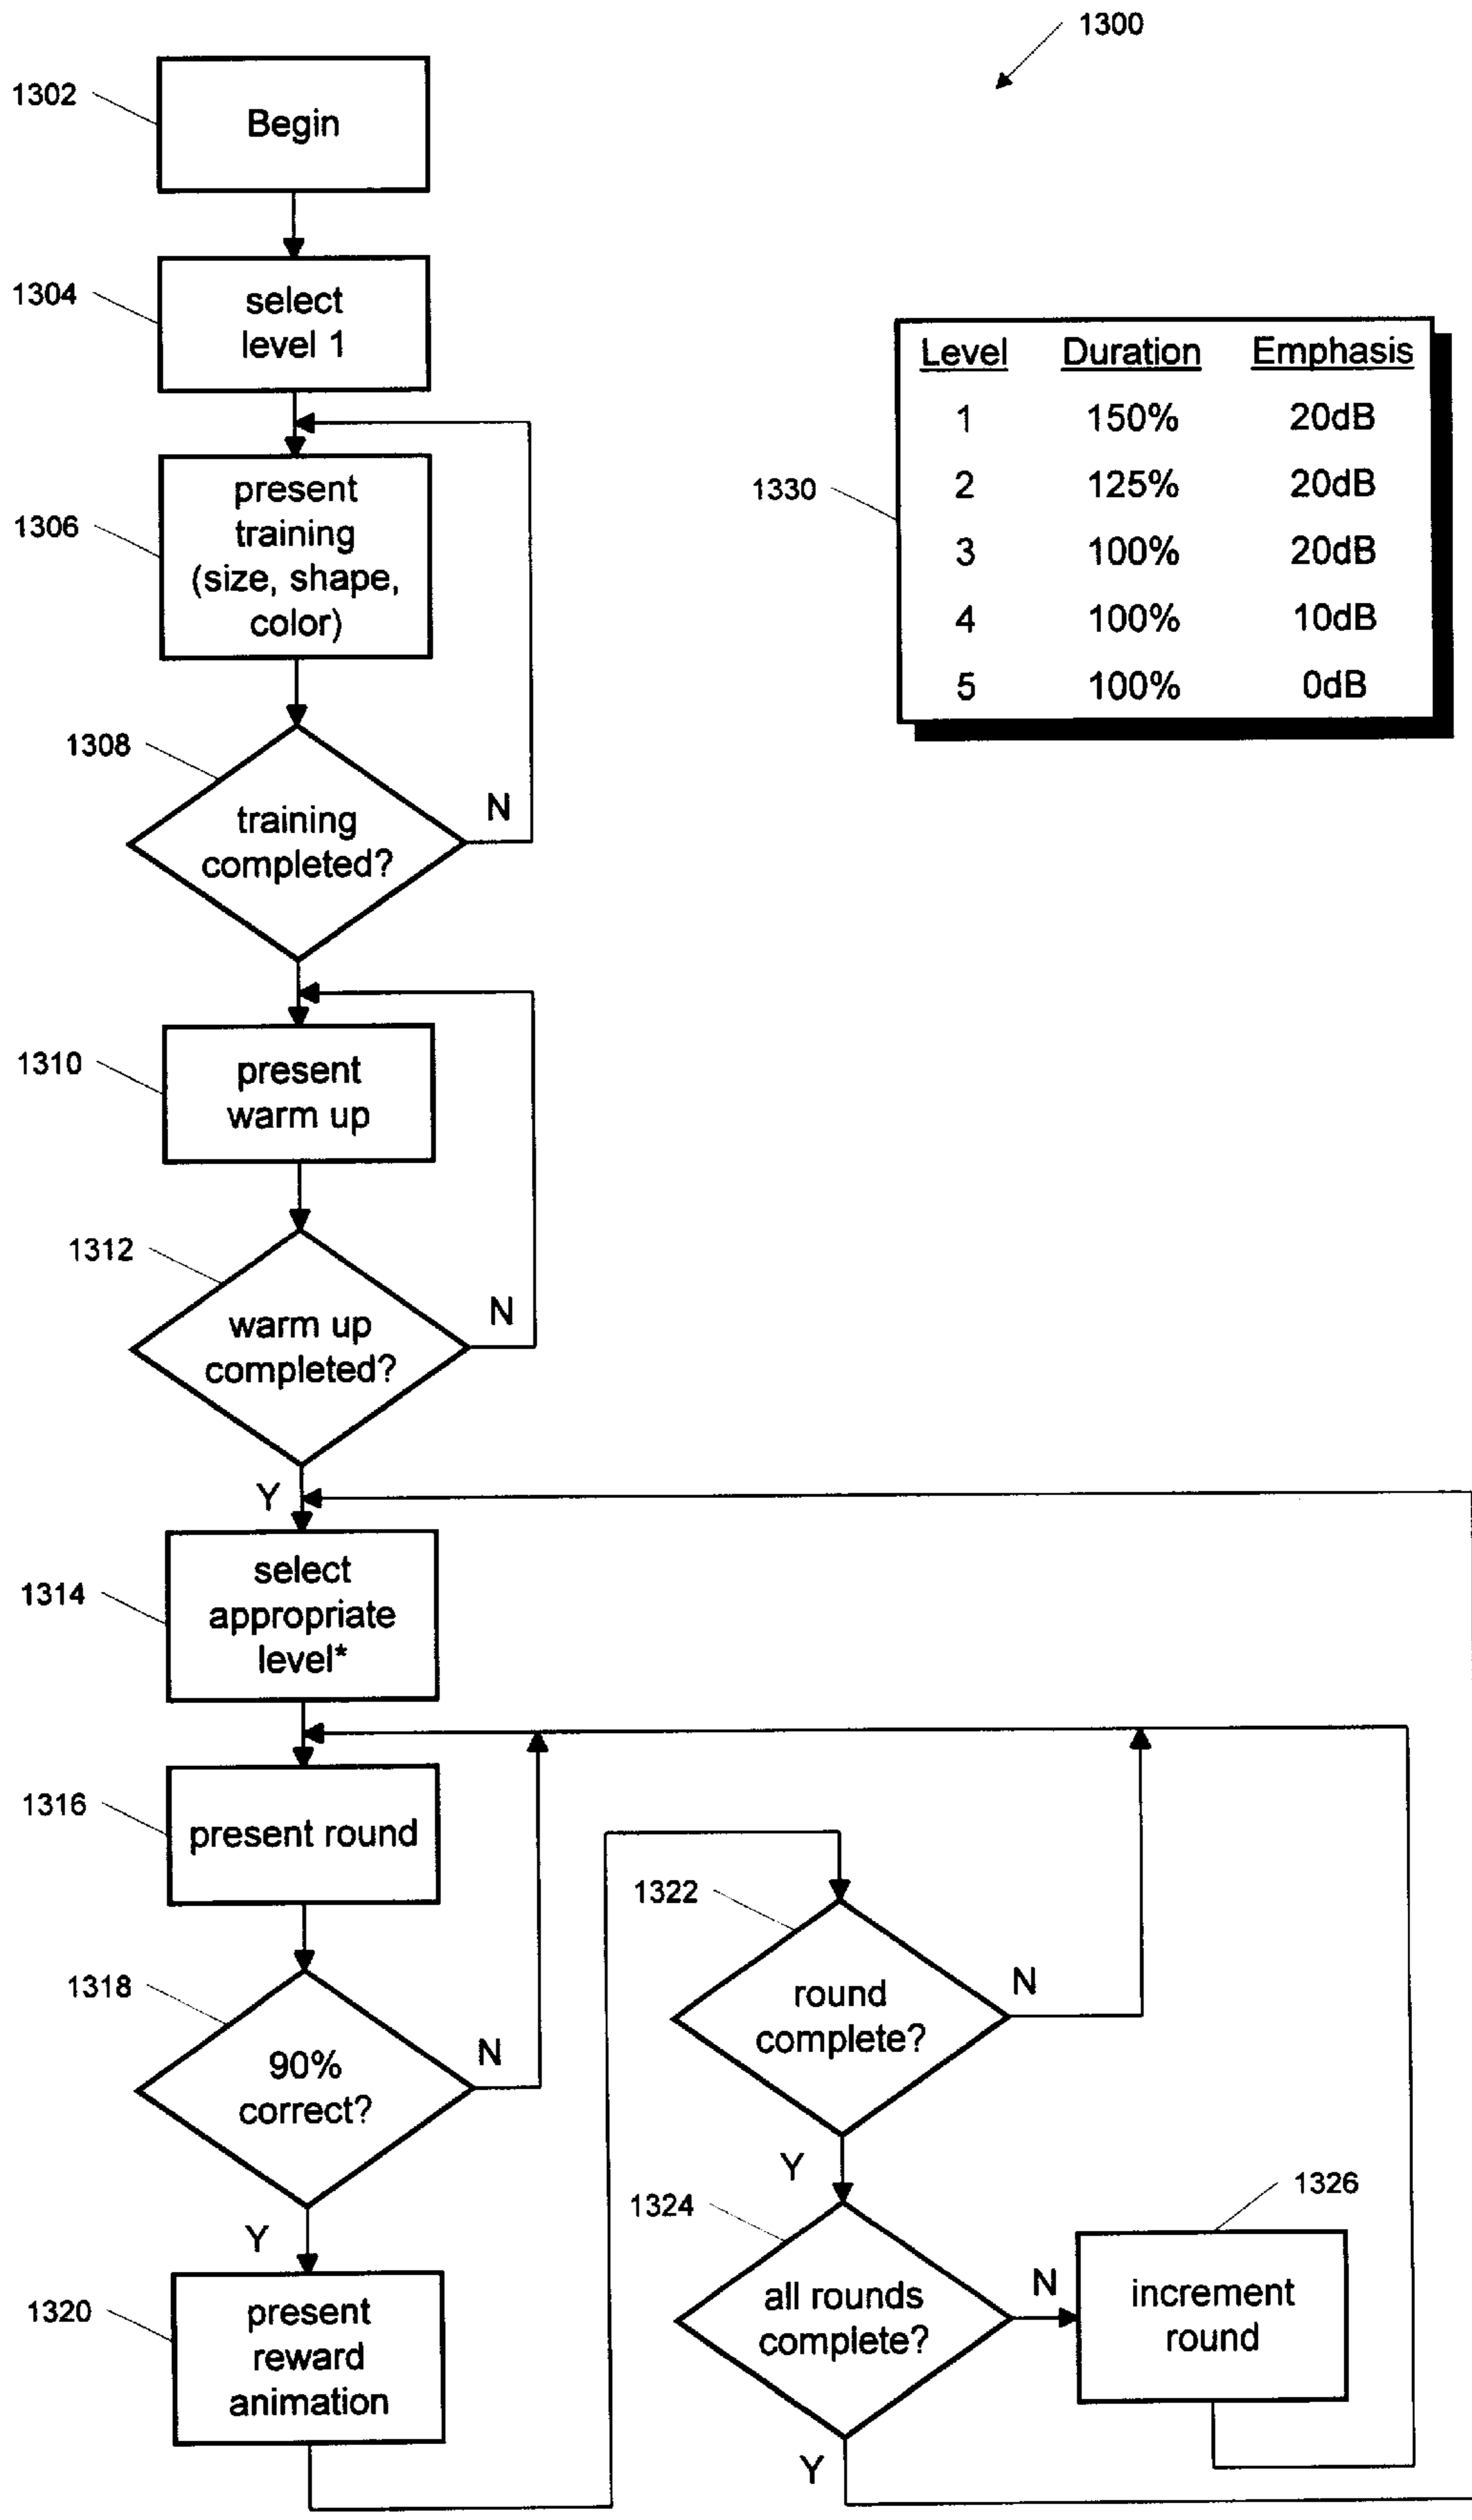 1300
1302
Begin
1304
select
level 1
Level Duration Emphasis
1 150% 20dB
2 125% 20dB
3 100% 20dB
4 100% 10dB
5 100% 0dB
1330
1306
present
training
(size, shape,
color)
1308
training
completed?
N
1310
present
warm up
1312
warm up
completed?
N
Y
1314
select
appropriate
level*
1316
present round
1318
90%
correct?
N
Y
1320
present
reward
animation
1322
round
complete?
N
Y
1324
all rounds
complete?
N
Y
1326
increment
round